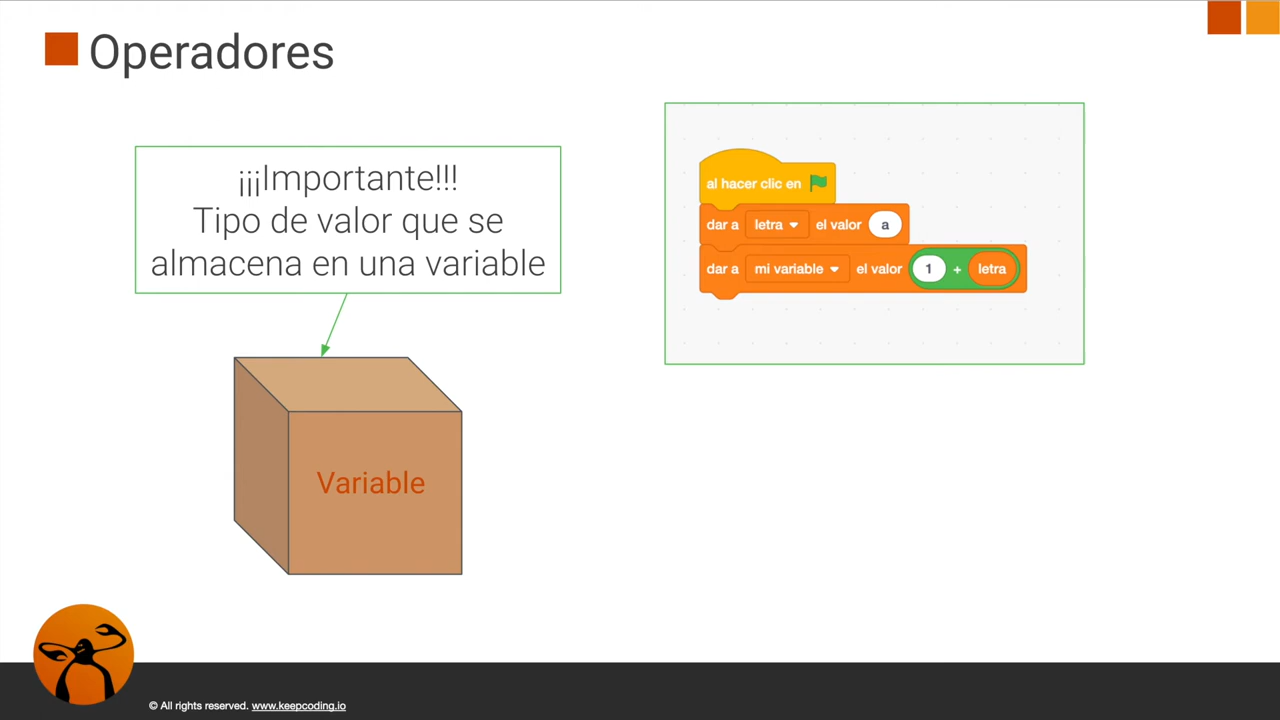 Operadores
¡¡¡Importante!!!
Tipo de valor que se
almacena en una variable
Variable
al hacer clic en
dar a letra el valor a
dar a mi variable el valor 1 + letra
© All rights reserved. www.keepcoding.io